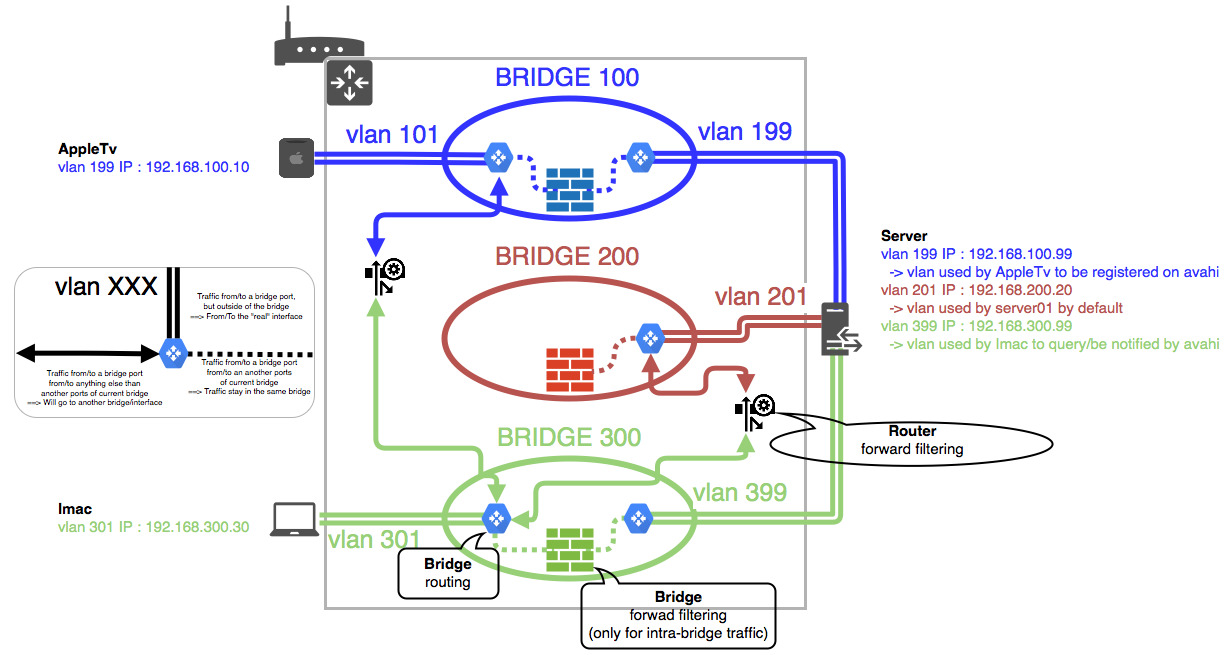 BRIDGE 100
vlan 101
vlan 199
AppleTv
vlan 199 IP : 192.168.100.10
BRIDGE 200
vlan 201
Server
vlan 199 IP : 192.168.100.99
-> vlan used by AppleTv to be registered on avahi
vlan 201 IP : 192.168.200.20
-> vlan used by server01 by default
vlan 399 IP : 192.168.300.99
-> vlan used by Imac to query/be notified by avahi
vlan XXX
Traffic from/to a bridge port,
but outside of the bridge
==> From/To the "real" interface
Traffic from/to a bridge port
from/to anything else than
another ports of current bridge
==> Will go to another bridge/interface
Traffic from/to a bridge port
from/to an another ports
of current bridge
==> Traffic stay in the same bridge
Router
forward filtering
BRIDGE 300
vlan 399
Imac
vlan 301 IP : 192.168.300.30
vlan 301
Bridge
routing
Bridge
forwad filtering
(only for intra-bridge traffic)